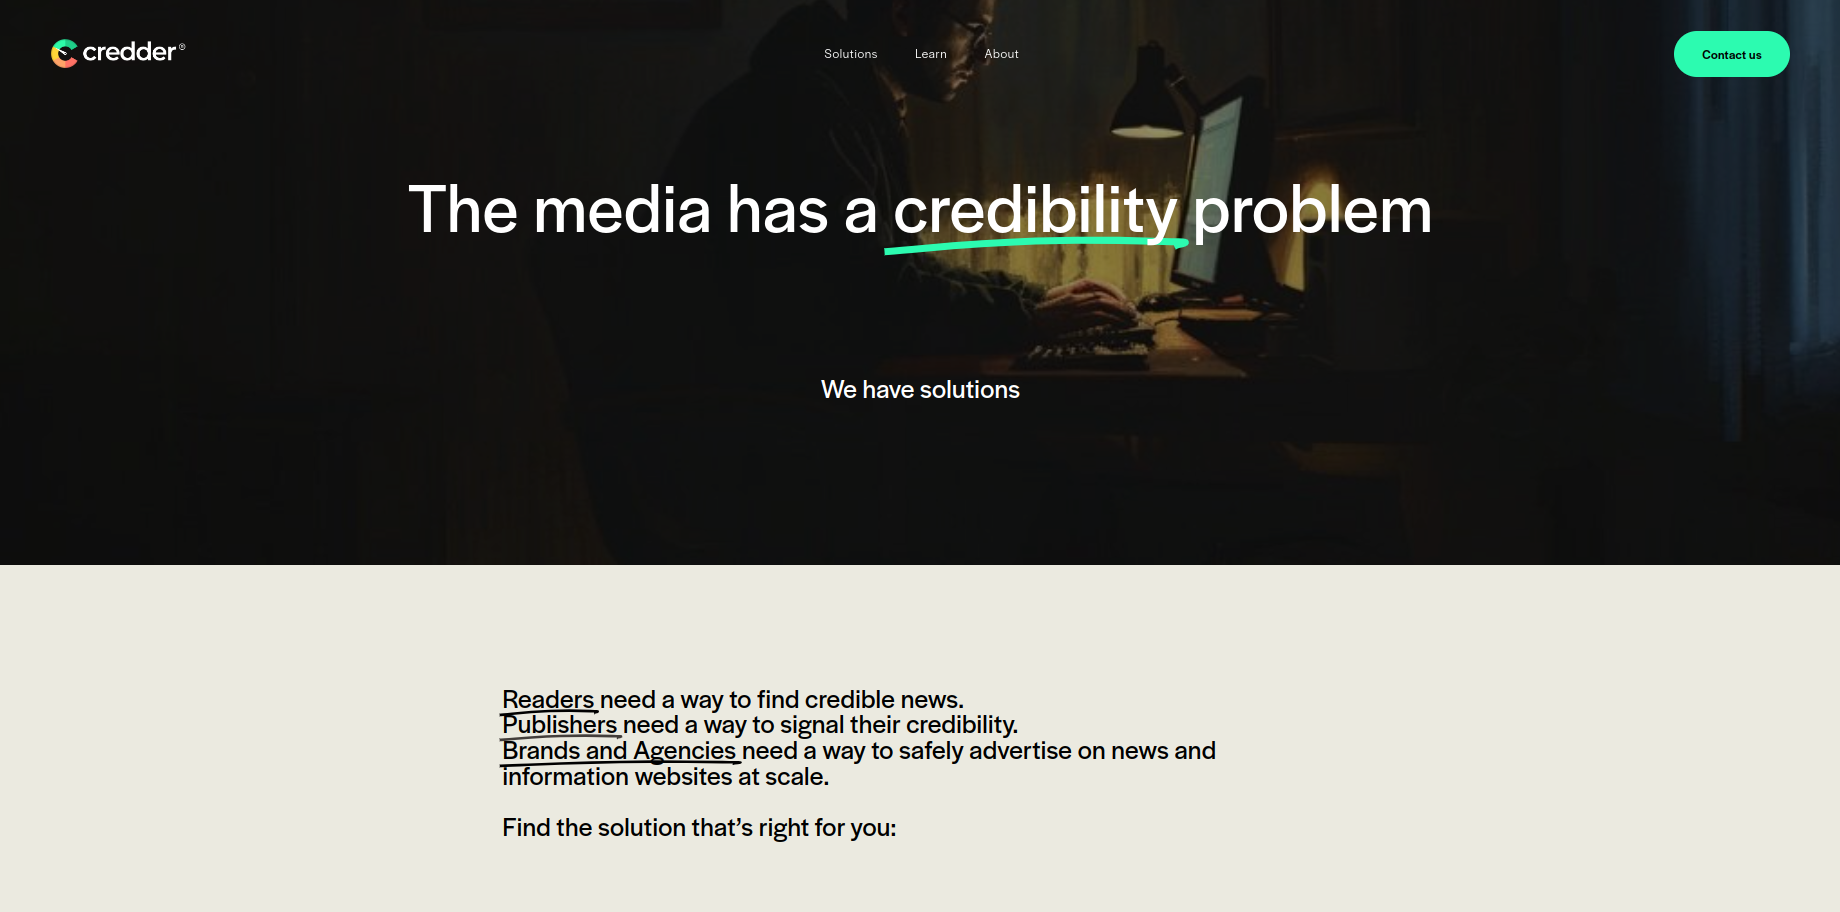 credder®
Solutions
Learn
About
Contact us
The media has a credibility problem
We have solutions
Readers need a way to find credible news.
Publishers need a way to signal their credibility.
Brands and Agencies need a way to safely advertise on news and
information websites at scale.
Find the solution that’s right for you: